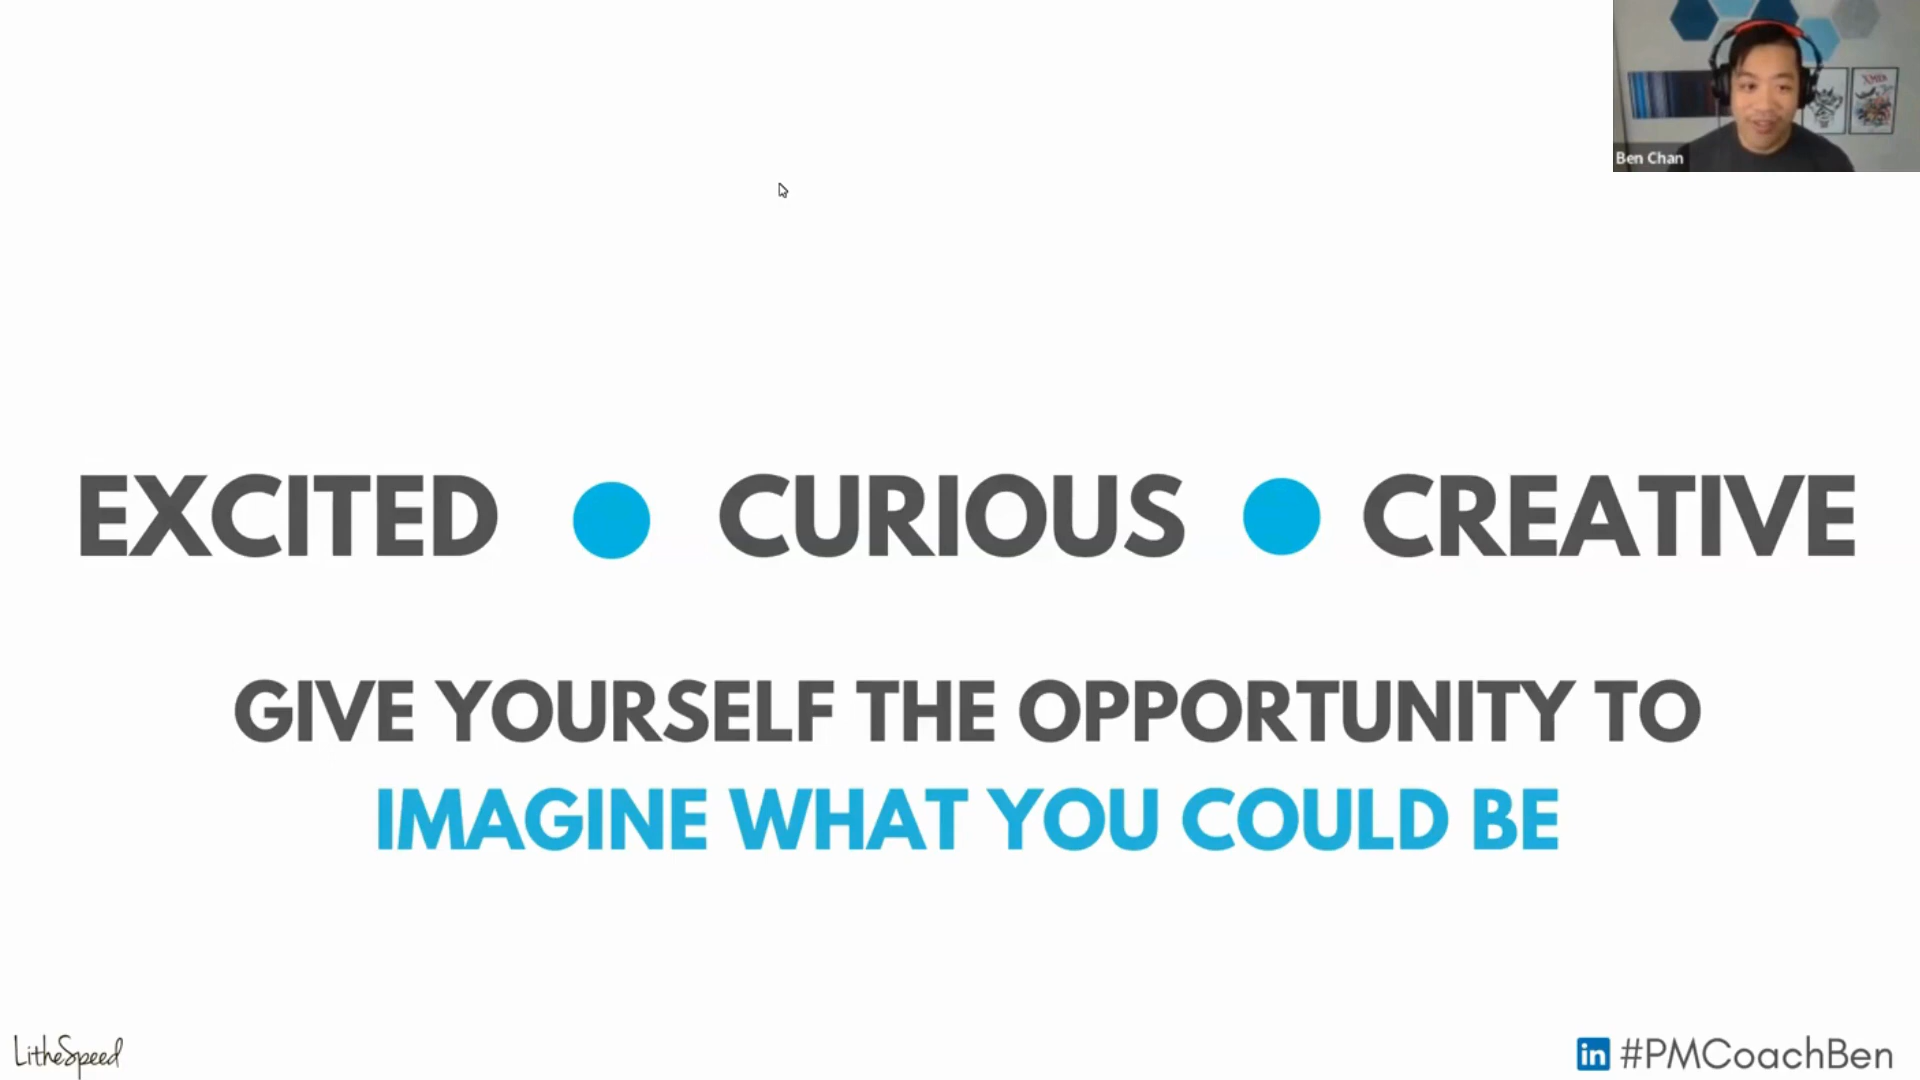 Ben Chan
EXCITED ● CURIOUS ● CREATIVE
GIVE YOURSELF THE OPPORTUNITY TO
IMAGINE WHAT YOU COULD BE
LitheSpeed
in #PMCoachBen